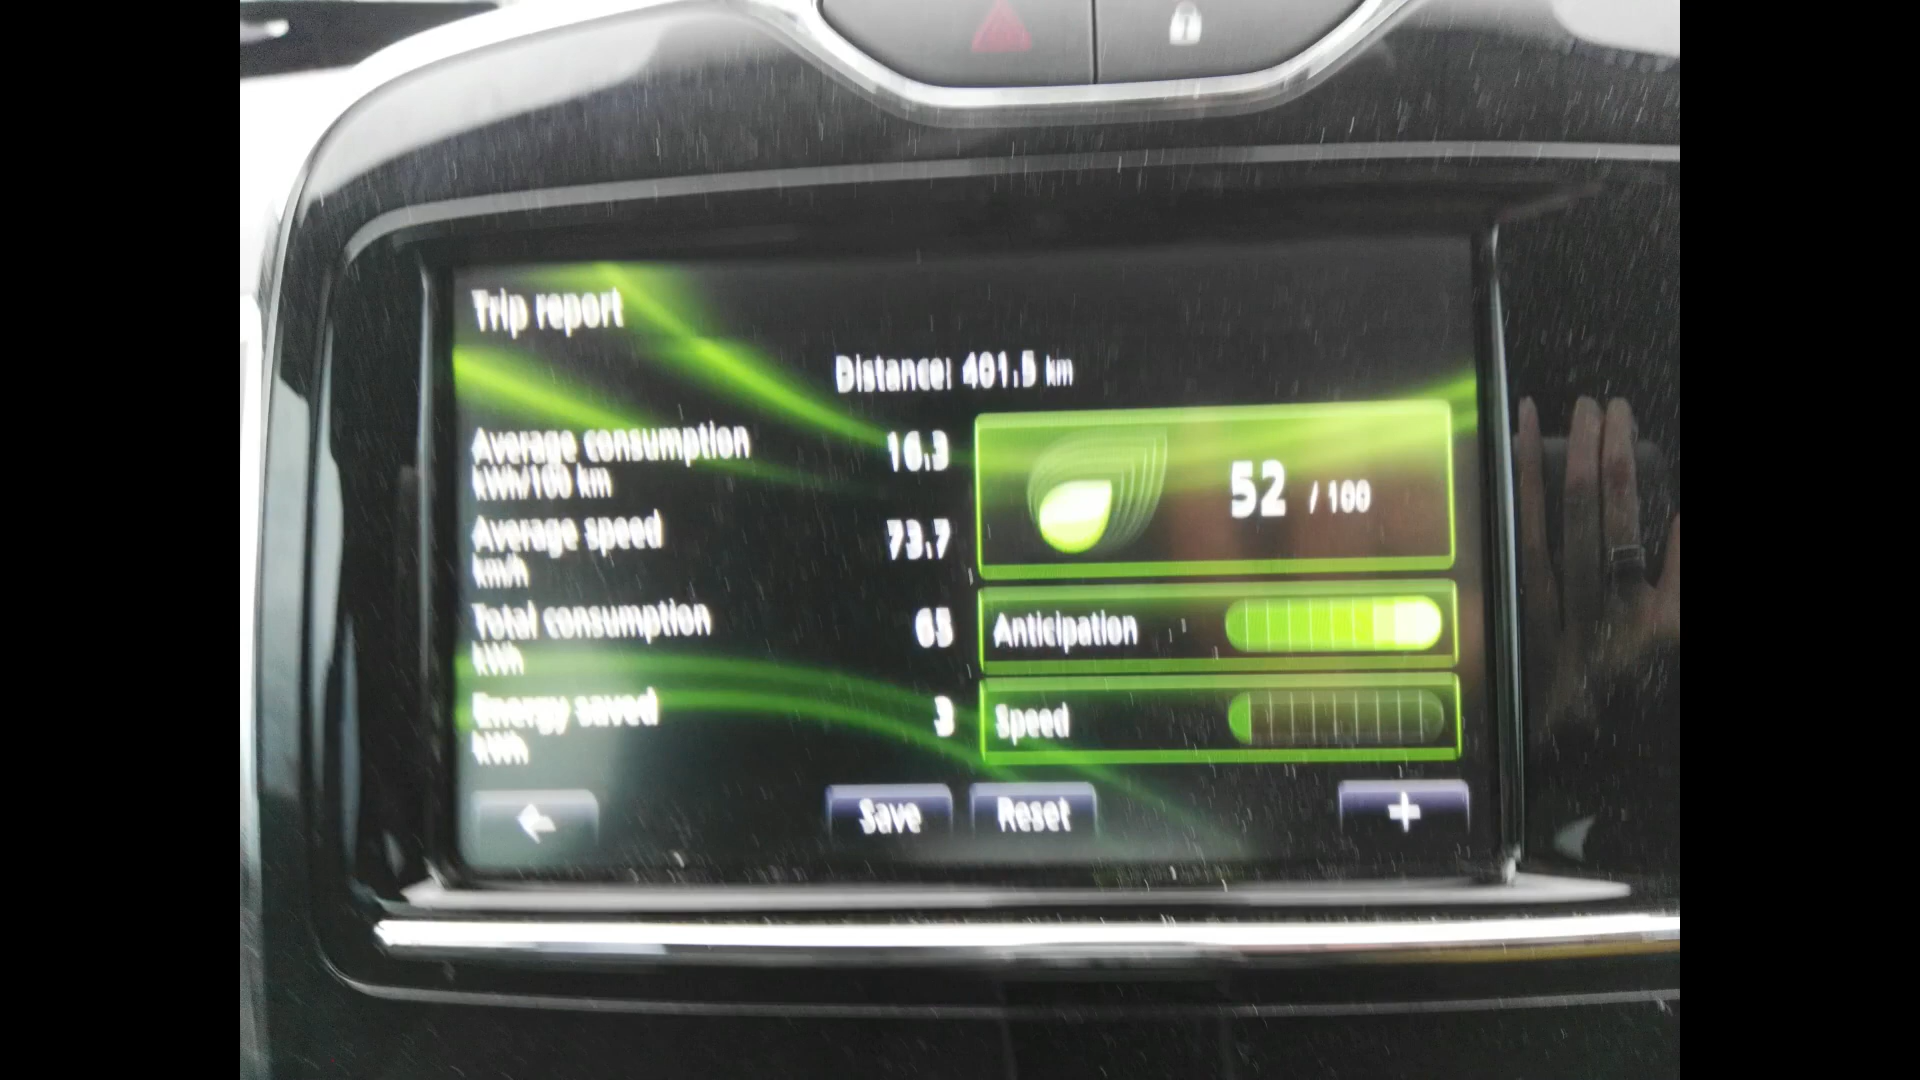 Trip report
Distance: 401.5 km
Average consumption 16.3
kWh/100 km
Average speed 73.7
km/h
Total consumption 65
kWh
Energy saved 3
kWh
52 / 100
Anticipation
Speed
Save
Reset
+